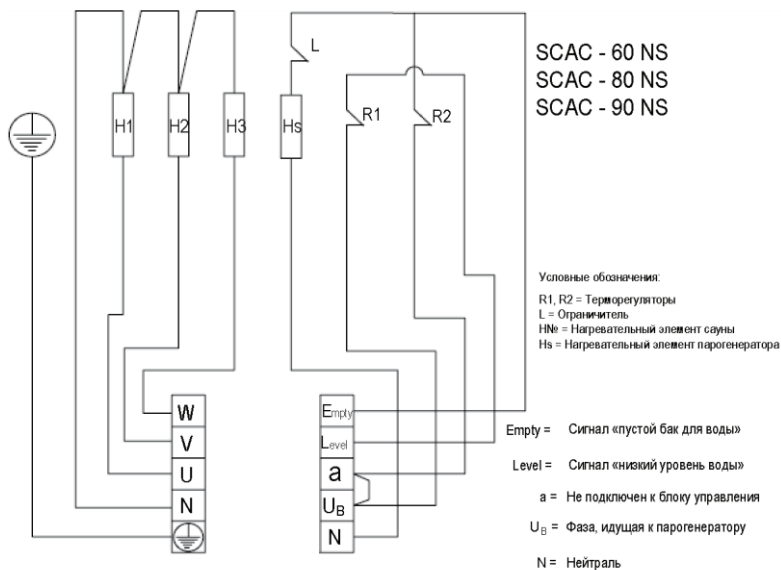 L
SCAC - 60 NS
SCAC - 80 NS
SCAC - 90 NS
H1
H2
H3
Hs
R1
R2
Условные обозначения:
R1, R2 = Терморегуляторы
L = Ограничитель
H№ = Нагревательный элемент сауны
Hs = Нагревательный элемент парогенератора
W
V
U
N
Empty
Level
a
UB
N
Empty = Сигнал «пустой бак для воды»
Level = Сигнал «низкий уровень воды»
a = Не подключен к блоку управления
UB = Фаза, идущая к парогенератору
N = Нейтраль